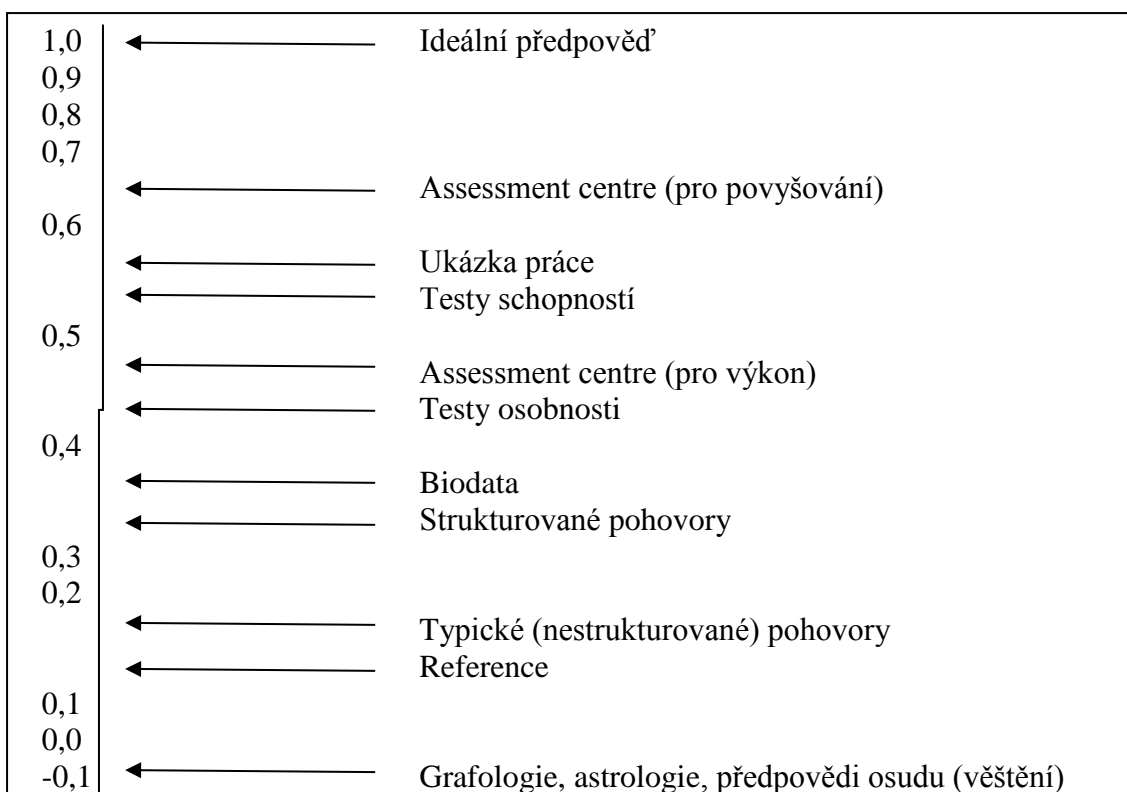 1,0 Ideální předpověď
0,9
0,8
0,7
Assessment centre (pro povyšování)
0,6
Ukázka práce
Testy schopností
0,5
Assessment centre (pro výkon)
Testy osobnosti
0,4
Biodata
Strukturované pohovory
0,3
0,2
Typické (nestrukturované) pohovory
Reference
0,1
0,0
-0,1 Grafologie, astrologie, předpovědi osudu (věštění)